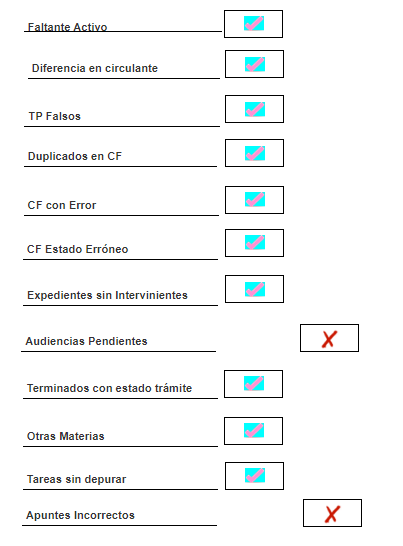 Faltante Activo
Diferencia en circulante
TP Falsos
Duplicados en CF
CF con Error
CF Estado Erróneo
Expedientes sin Intervinientes
Audiencias Pendientes
Terminados con estado trámite
Otras Materias
Tareas sin depurar
Apuntes Incorrectos